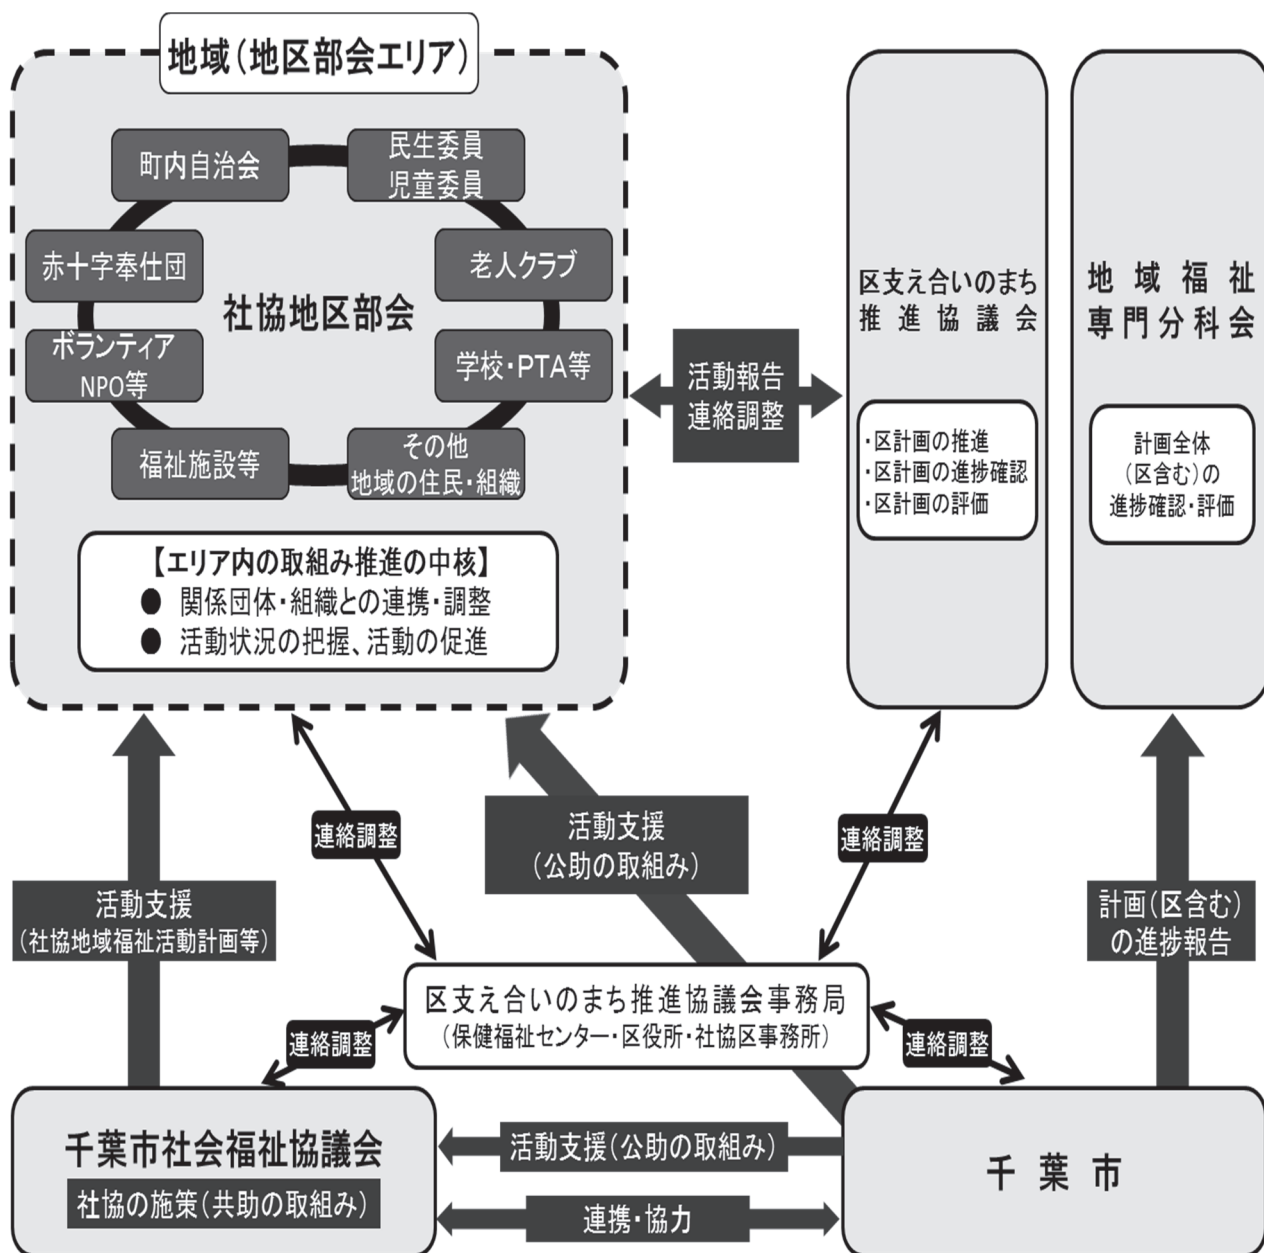 地域（地区部会エリア）
町内自治会
民生委員
児童委員
赤十字奉仕団
老人クラブ
社協地区部会
ボランティア
NPO等
学校・PTA等
福祉施設等
その他
地域の住民・組織
【エリア内の取組み推進の中核】
● 関係団体・組織との連携・調整
● 活動状況の把握、活動の促進
活動報告
連絡調整
区支え合いのまち
推進協議会
・区計画の推進
・区計画の進捗確認
・区計画の評価
地域福祉
専門分科会
計画全体
（区含む）の
進捗確認・評価
連絡調整
活動支援
（公助の取組み）
連絡調整
活動支援
（社協地域福祉活動計画等）
計画（区含む）
の進捗報告
区支え合いのまち推進協議会事務局
（保健福祉センター・区役所・社協区事務所）
連絡調整
連絡調整
千葉市社会福祉協議会
社協の施策（共助の取組み）
活動支援（公助の取組み）
連携・協力
千葉市